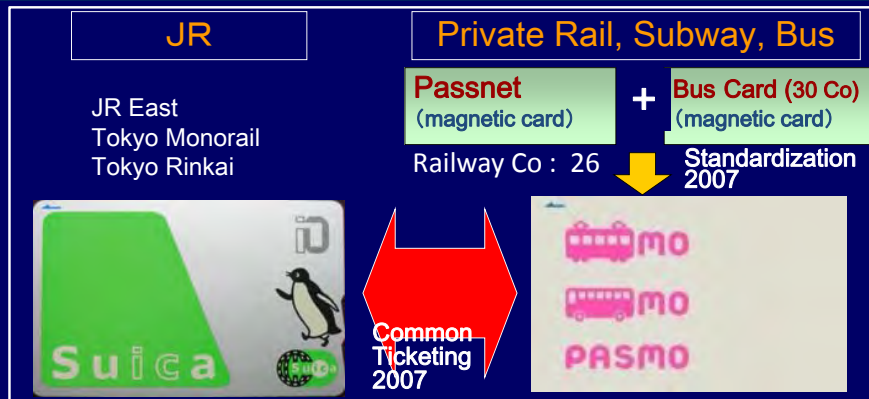 JR
JR East
Tokyo Monorail
Tokyo Rinkai
Suica
iD
Suica
Private Rail, Subway, Bus
Passnet
（magnetic card）
+
Bus Card (30 Co)
（magnetic card）
Railway Co : 26
Standardization
2007
Common
Ticketing
2007
mo
mo
PASMO